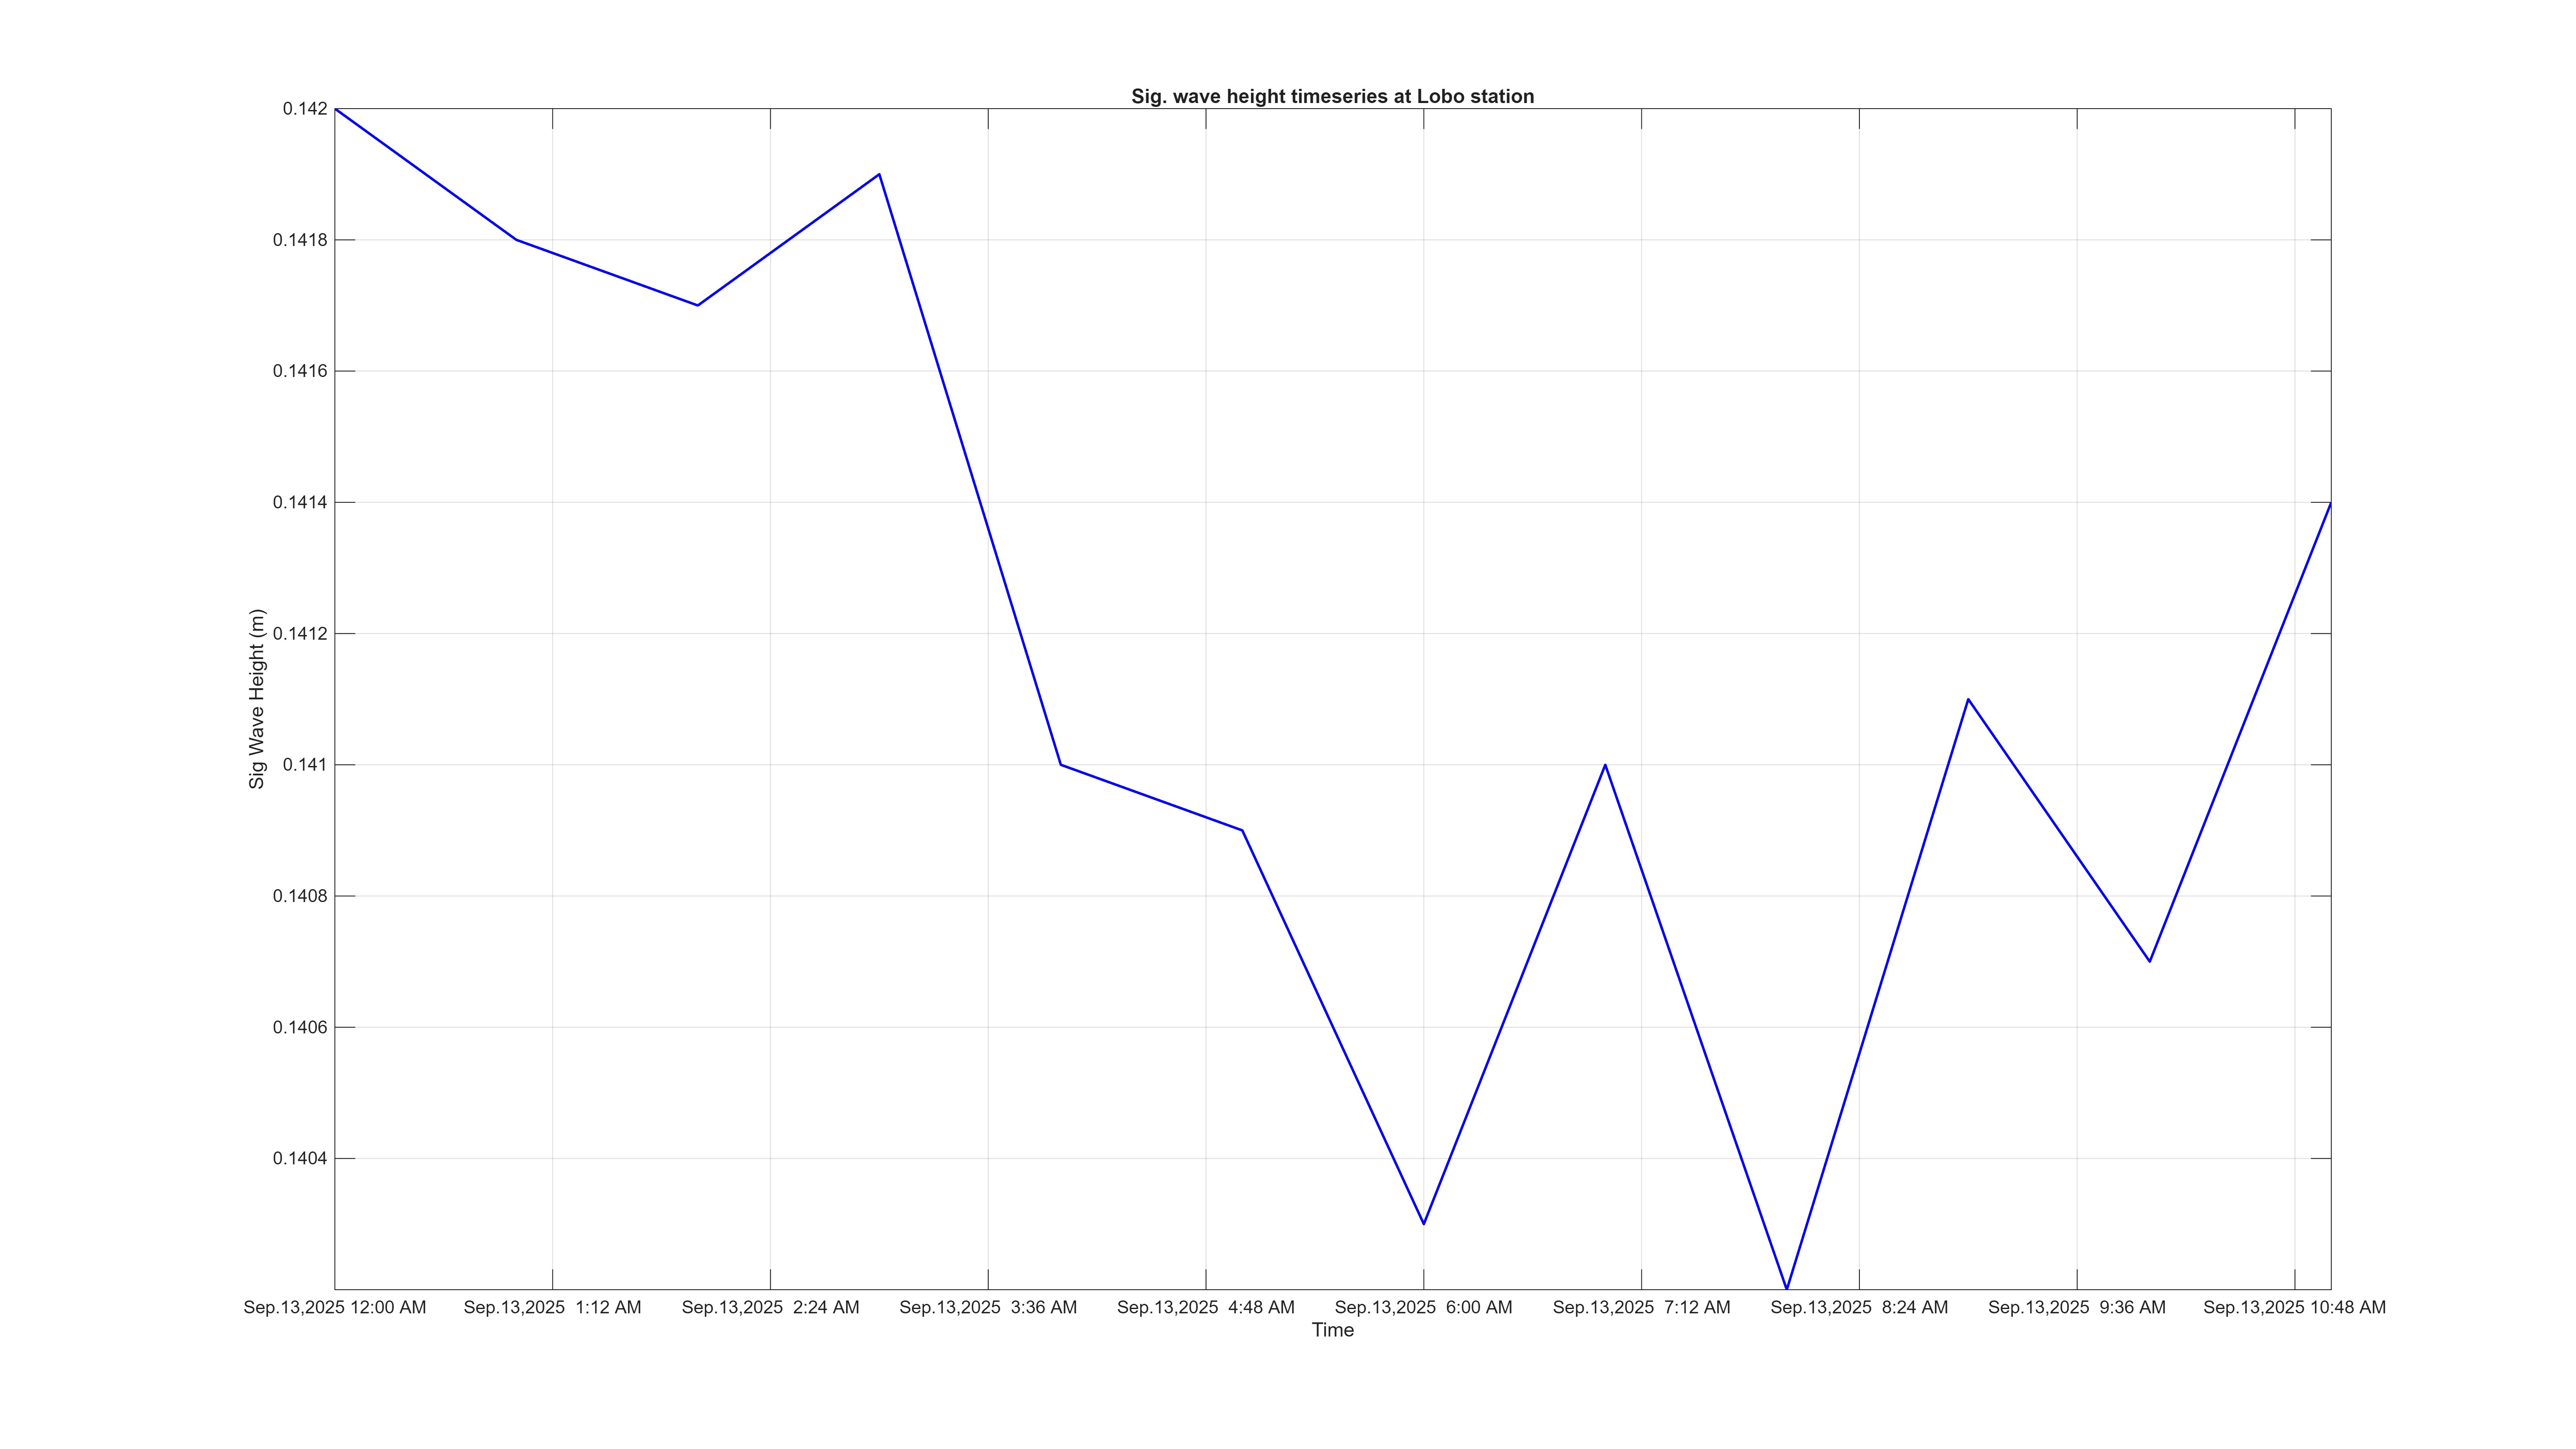 Sig. wave height timeseries at Lobo station
0.142
0.1418
0.1416
0.1414
0.1412
0.141
0.1408
0.1406
0.1404
Sig Wave Height (m)
Sep.13,2025 12:00 AM
Sep.13,2025 1:12 AM
Sep.13,2025 2:24 AM
Sep.13,2025 3:36 AM
Sep.13,2025 4:48 AM
Sep.13,2025 6:00 AM
Sep.13,2025 7:12 AM
Sep.13,2025 8:24 AM
Sep.13,2025 9:36 AM
Sep.13,2025 10:48 AM
Time